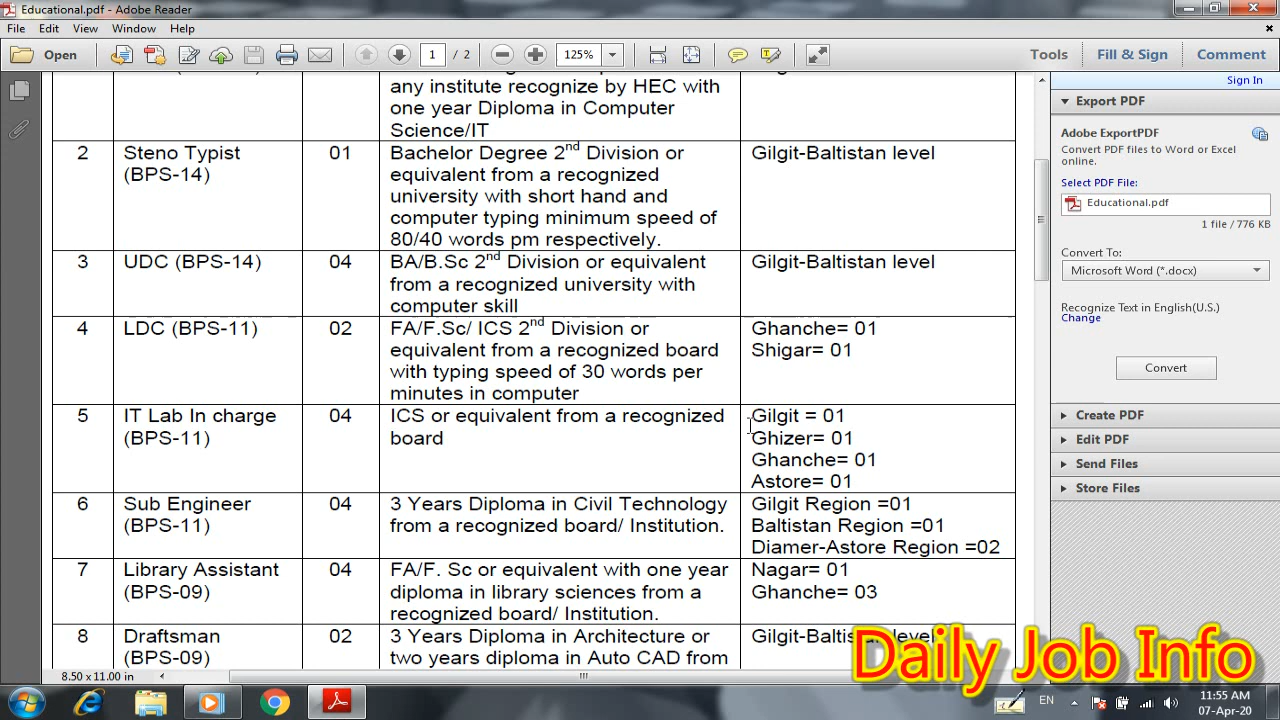 Educational.pdf - Adobe Reader
File Edit View Window Help
Open 1 / 2 125% Tools Fill & Sign Comment
any institute recognize by HEC with
one year Diploma in Computer
Science/IT
2 Steno Typist (BPS-14) 01
Bachelor Degree 2nd Division or
equivalent from a recognized
university with short hand and
computer typing minimum speed of
80/40 words pm respectively.
Gilgit-Baltistan level
3 UDC (BPS-14) 04
BA/B.Sc 2nd Division or equivalent
from a recognized university with
computer skill
Gilgit-Baltistan level
4 LDC (BPS-11) 02
FA/F.Sc/ ICS 2nd Division or
equivalent from a recognized board
with typing speed of 30 words per
minutes in computer
Ghanche= 01
Shigar= 01
5 IT Lab In charge (BPS-11) 04
ICS or equivalent from a recognized
board
Gilgit = 01
Ghizer= 01
Ghanche= 01
Astore= 01
6 Sub Engineer (BPS-11) 04
3 Years Diploma in Civil Technology
from a recognized board/ Institution.
Gilgit Region =01
Baltistan Region =01
Diamer-Astore Region =02
7 Library Assistant (BPS-09) 04
FA/F. Sc or equivalent with one year
diploma in library sciences from a
recognized board/ Institution.
Nagar= 01
Ghanche= 03
8 Draftsman (BPS-09) 02
3 Years Diploma in Architecture or
two years diploma in Auto CAD from
Gilgit-Baltistan level
8.50 x 11.00 in
Sign In
Export PDF
Adobe ExportPDF
Convert PDF files to Word or Excel
online.
Select PDF File:
Educational.pdf
1 file / 776 KB
Convert To:
Microsoft Word (*.docx)
Recognize Text in English(U.S.)
Change
Convert
Create PDF
Edit PDF
Send Files
Store Files
Daily Job Info
EN
11:55 AM
07-Apr-20